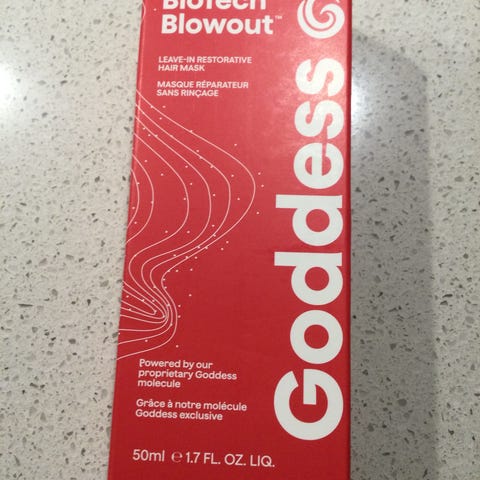 BioTech
Blowout™
LEAVE-IN RESTORATIVE
HAIR MASK
MASQUE RÉPARATEUR
SANS RINÇAGE
Goddess
Powered by our
proprietary Goddess
molecule
Grâce à notre molécule
Goddess exclusive
50ml ℮ 1.7 FL. OZ. LIQ.